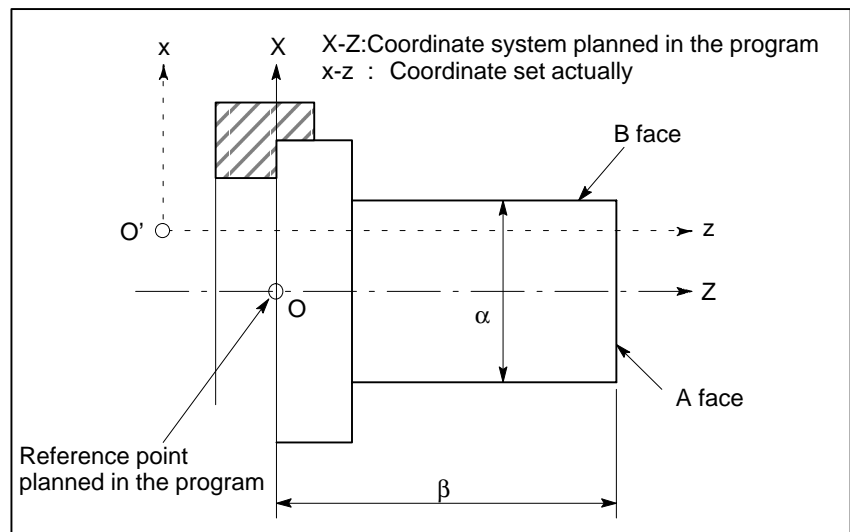 x
X
X-Z:Coordinate system planned in the program
x-z : Coordinate set actually
B face
O’
z
O
Z
α
A face
Reference point
planned in the program
β